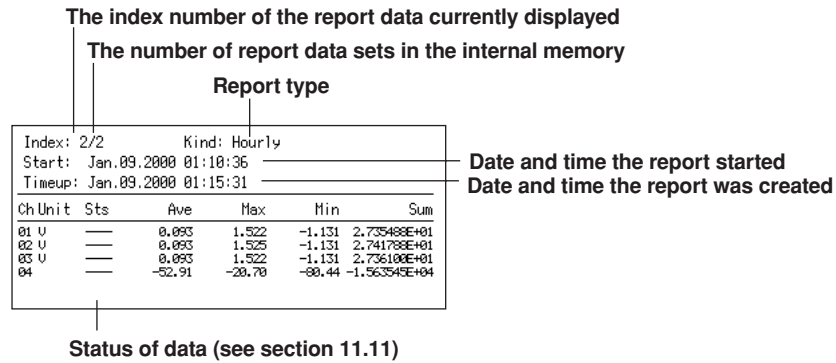 The index number of the report data currently displayed
The number of report data sets in the internal memory
Report type
Index: 2/2 Kind: Hourly
Start: Jan.09.2000 01:10:36
Date and time the report started
Timeup: Jan.09.2000 01:15:31
Date and time the report was created
Ch Unit Sts Ave Max Min Sum
01 V —— 0.093 1.522 -1.131 2.735488E+01
02 V —— 0.093 1.525 -1.131 2.741788E+01
03 V —— 0.093 1.522 -1.131 2.736100E+01
04 —— -52.91 -20.70 -80.44 -1.563545E+04
Status of data (see section 11.11)